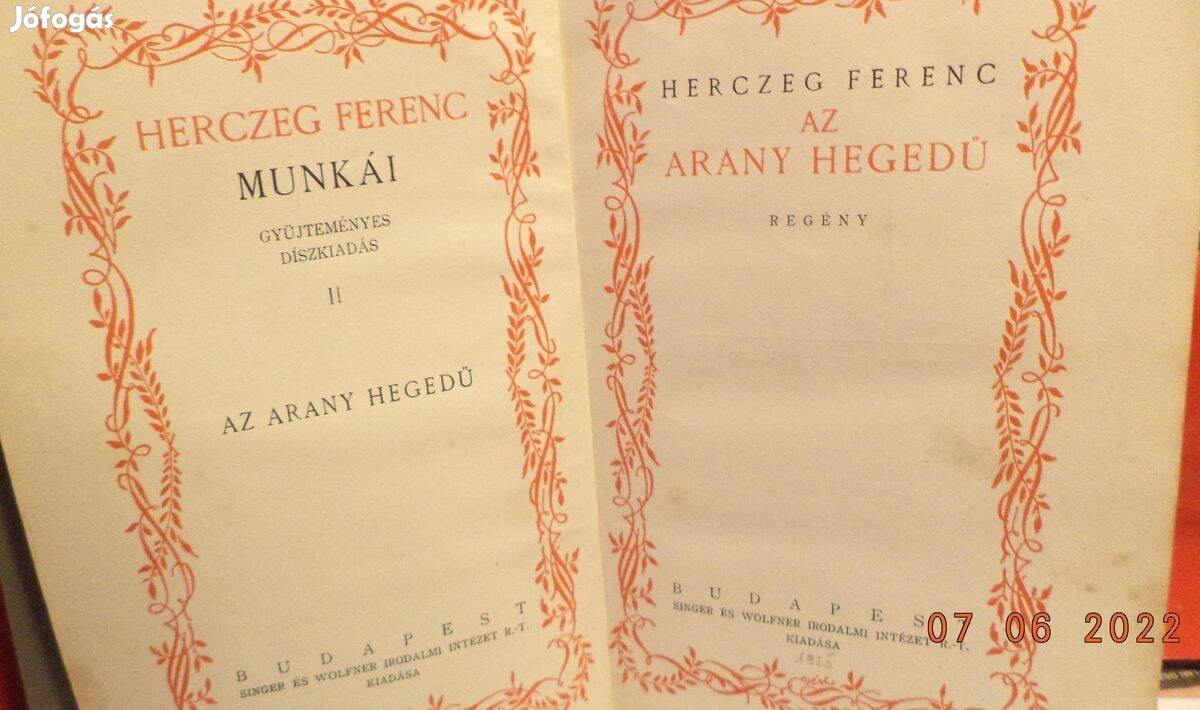 Jófogás
HERCZEG FERENC
MUNKÁI
GYŰJTEMÉNYES
DÍSZKIADÁS
II
AZ ARANY HEGEDŰ
BUDAPEST
SINGER ÉS WOLFNER IRODALMI INTÉZET R.-T.
KIADÁSA
HERCZEG FERENC
AZ
ARANY HEGEDŰ
REGÉNY
BUDAPEST
SINGER ÉS WOLFNER IRODALMI INTÉZET R.-T.
KIADÁSA
07 06 2022